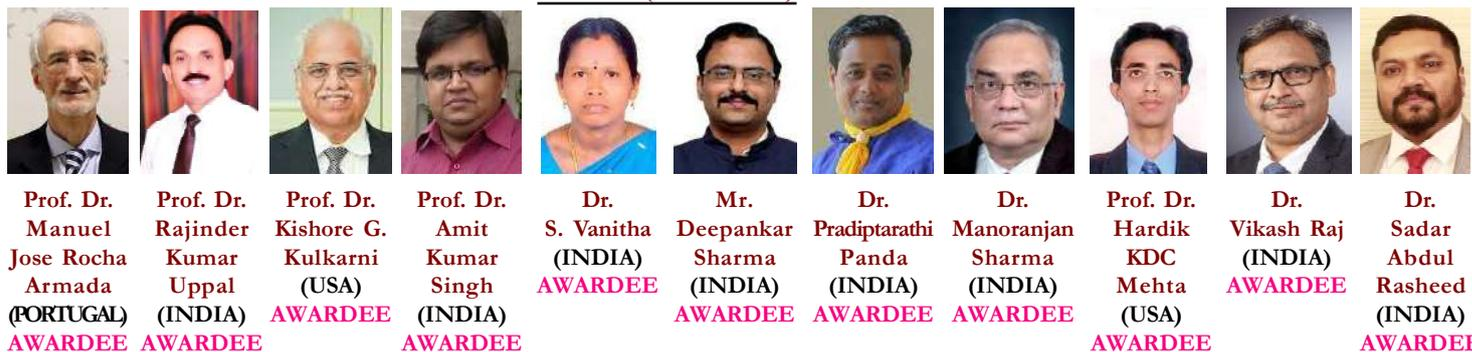 Prof. Dr.
Manuel
Jose Rocha
Armada
(PORTUGAL)
AWARDEE
Prof. Dr.
Rajinder
Kumar
Uppal
(INDIA)
AWARDEE
Prof. Dr.
Kishore G.
Kulkarni
(USA)
AWARDEE
Prof. Dr.
Amit
Kumar
Singh
(INDIA)
AWARDEE
Dr.
S. Vanitha
(INDIA)
AWARDEE
Mr.
Deepankar
Sharma
(INDIA)
AWARDEE
Dr.
Pradiptarathi
Panda
(INDIA)
AWARDEE
Dr.
Manoranjan
Sharma
(INDIA)
AWARDEE
Prof. Dr.
Hardik
KDC
Mehta
(USA)
AWARDEE
Dr.
Vikash Raj
(INDIA)
AWARDEE
Dr.
Sadar
Abdul
Rasheed
(INDIA)
AWARDEE